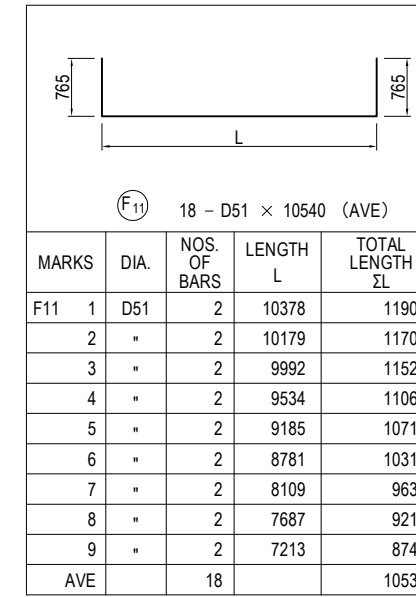 765
765
L
F11 18 - D51 × 10540 (AVE)
MARKS DIA. NOS. OF BARS LENGTH L TOTAL LENGTH ΣL
F11 1 D51 2 10378 1190
2 " 2 10179 1170
3 " 2 9992 1152
4 " 2 9534 1106
5 " 2 9185 1071
6 " 2 8781 1031
7 " 2 8109 963
8 " 2 7687 921
9 " 2 7213 874
AVE 18 1053